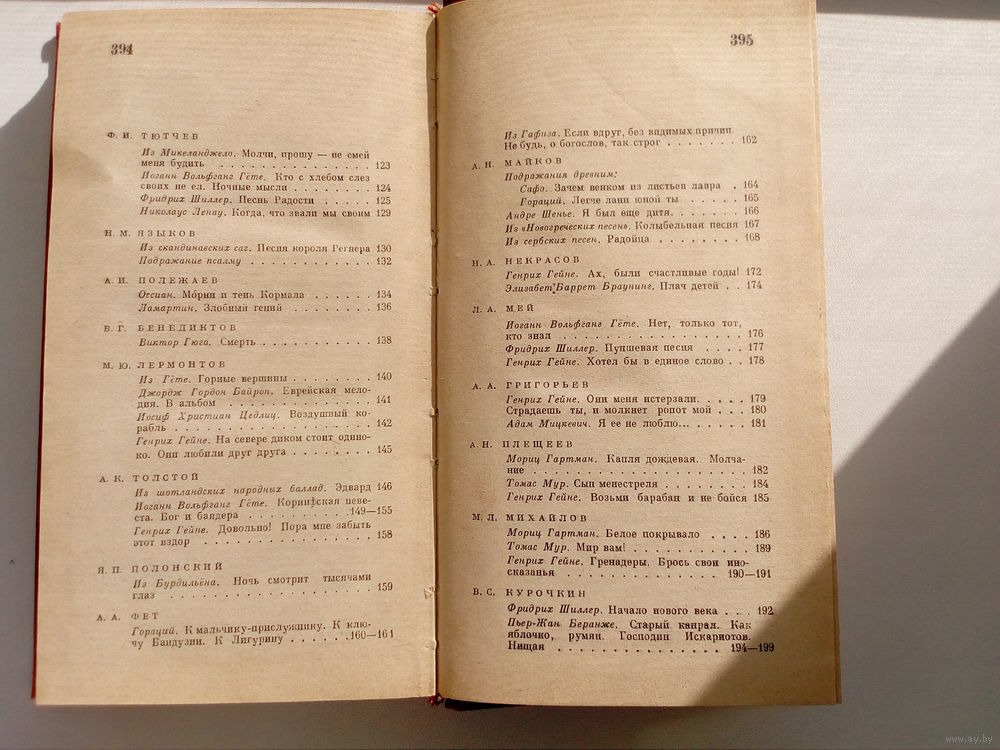 394
Ф. И. ТЮТЧЕВ
Из Микеланджело. Молчи, прошу — не смей
меня будить . . . . . . . . . . . . . . . 123
Иоганн Вольфганг Гёте. Кто с хлебом слез
своих не ел. Ночные мысли . . . . . . . . 124
Фридрих Шиллер. Песнь Радости . . . . . 125
Николаус Ленау. Когда, что звали мы своим 129
Н. М. ЯЗЫКОВ
Из скандинавских саг. Песня короля Регнера 130
Подражание псалму . . . . . . . . . . . . 132
А. И. ПОЛЕЖАЕВ
Оссиан. Морни и тень Кормала . . . . . . 134
Ламартин. Злобный гений . . . . . . . . 136
В. Г. БЕНЕДИКТОВ
Виктор Гюго. Смерть . . . . . . . . . . . 138
М. Ю. ЛЕРМОНТОВ
Из Гёте. Горные вершины . . . . . . . . 140
Джордж Гордон Байрон. Еврейская мело-
дия. В альбом . . . . . . . . . . . . . . 141
Иосиф Христиан Цедлиц. Воздушный ко-
рабль . . . . . . . . . . . . . . . . . . 142
Генрих Гейне. На севере диком стоит одино-
ко. Они любили друг друга . . . . . . . . 145
А. К. ТОЛСТОЙ
Из шотландских народных баллад. Эдвард 146
Иоганн Вольфганг Гёте. Коринфская невес-
та. Бог и баядера . . . . . . . . . . 149—155
Генрих Гейне. Довольно! Пора мне забыть
этот вздор . . . . . . . . . . . . . . . 158
Я. П. ПОЛОНСКИЙ
Из Бурдильёна. Ночь смотрит тысячами
глаз . . . . . . . . . . . . . . . . . . 159
А. А. ФЕТ
Гораций. К мальчику-прислужнику. К клю-
чу Бандузии. К Лигурину . . . . . . 160—161
395
Из Гафиза. Если вдруг, без видимых причин.
Не будь, о богослов, так строг . . . . . . . 162
А. Н. МАЙКОВ
Подражания древним:
Сафо. Зачем венком из листьев лавра . 164
Гораций. Легче лани юной ты . . . . . 165
Андре Шенье. Я был еще дитя. . . . . . . 166
Из «Новогреческих песен». Колыбельная песня 167
Из сербских песен. Радойца . . . . . . . 168
Н. А. НЕКРАСОВ
Генрих Гейне. Ах, были счастливые годы! 172
Элизабет Баррет Браунинг. Плач детей . . 174
Л. А. МЕЙ
Иоганн Вольфганг Гёте. Нет, только тот,
кто знал . . . . . . . . . . . . . . . . 176
Фридрих Шиллер. Пуншевая песня . . . . 177
Генрих Гейне. Хотел бы в единое слово . . 178
А. А. ГРИГОРЬЕВ
Генрих Гейне. Они меня истерзали. . . . . 179
Страдаешь ты, и молкнет ропот мой . . . 180
Адам Мицкевич. Я ее не люблю... . . . . . 181
А. Н. ПЛЕЩЕЕВ
Мориц Гартман. Капля дождевая. Молча-
ние . . . . . . . . . . . . . . . . . . . 182
Томас Мур. Сын менестреля . . . . . . . 184
Генрих Гейне. Возьми барабан и не бойся 185
М. Л. МИХАЙЛОВ
Мориц Гартман. Белое покрывало . . . . 186
Томас Мур. Мир вам! . . . . . . . . . . . 189
Генрих Гейне. Гренадеры. Брось свои ино-
сказанья . . . . . . . . . . . . . . 190—191
В. С. КУРОЧКИН
Фридрих Шиллер. Начало нового века . . . 192
Пьер-Жан Беранже. Старый капрал. Как
яблочко, румян. Господин Искариотов.
Нищая . . . . . . . . . . . . . . . 194—199
www.ay.by